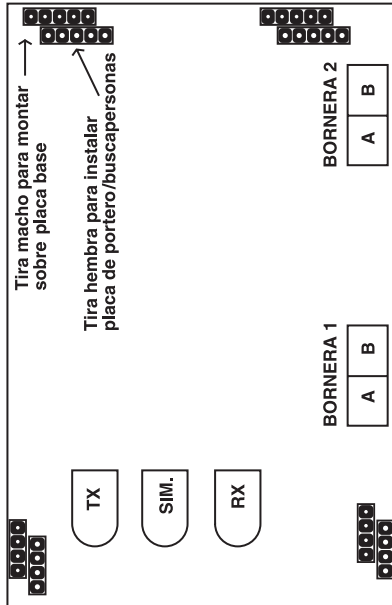 Tira macho para montar
sobre placa base
Tira hembra para instalar
placa de portero/buscapersonas
TX
SIM.
RX
BORNERA 1
A
B
BORNERA 2
A
B